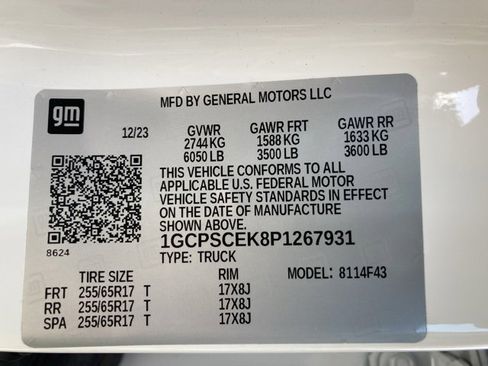 gm
MFD BY GENERAL MOTORS LLC
12/23 GVWR GAWR FRT GAWR RR
2744 KG 1588 KG 1633 KG
6050 LB 3500 LB 3600 LB
THIS VEHICLE CONFORMS TO ALL
APPLICABLE U.S. FEDERAL MOTOR
VEHICLE SAFETY STANDARDS IN EFFECT
ON THE DATE OF MANUFACTURE
SHOWN ABOVE.
8624
1GCPSCEK8P1267931
TYPE: TRUCK
TIRE SIZE RIM MODEL: 8114F43
FRT 255/65R17 T 17X8J
RR 255/65R17 T 17X8J
SPA 255/65R17 T 17X8J